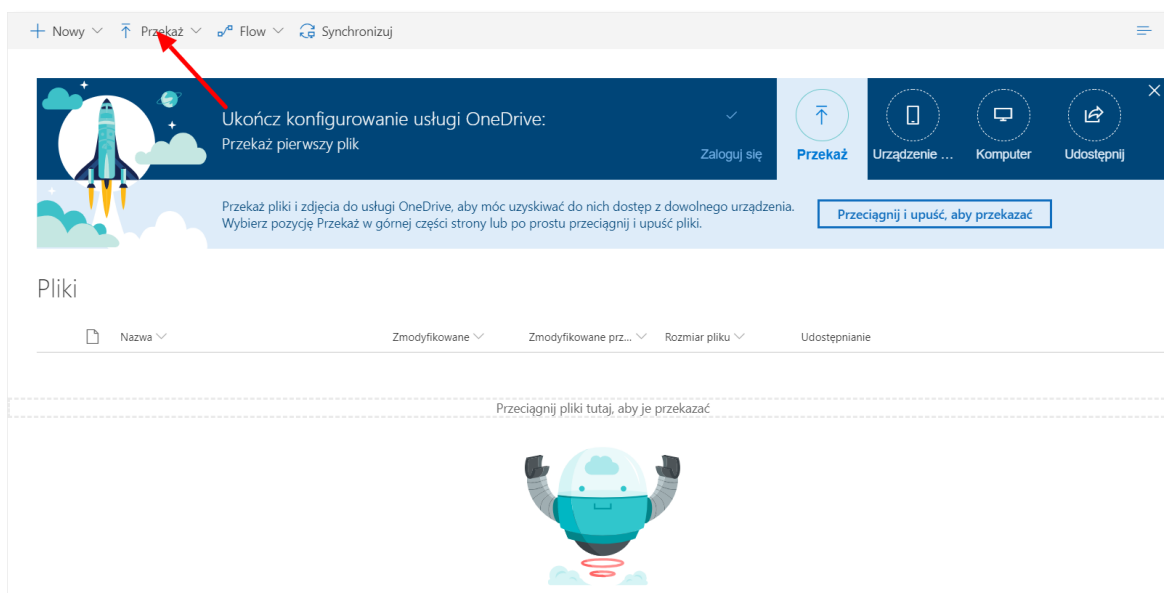 Nowy Przekaż Flow Synchronizuj
Ukończ konfigurowanie usługi OneDrive:
Przekaż pierwszy plik
Zaloguj się Przekaż Urządzenie ... Komputer Udostępnij
Przekaż pliki i zdjęcia do usługi OneDrive, aby móc uzyskiwać do nich dostęp z dowolnego urządzenia.
Wybierz pozycję Przekaż w górnej części strony lub po prostu przeciągnij i upuść pliki.
Przeciągnij i upuść, aby przekazać
Pliki
Nazwa Zmodyfikowane Zmodyfikowane prz... Rozmiar pliku Udostępnianie
Przeciągnij pliki tutaj, aby je przekazać